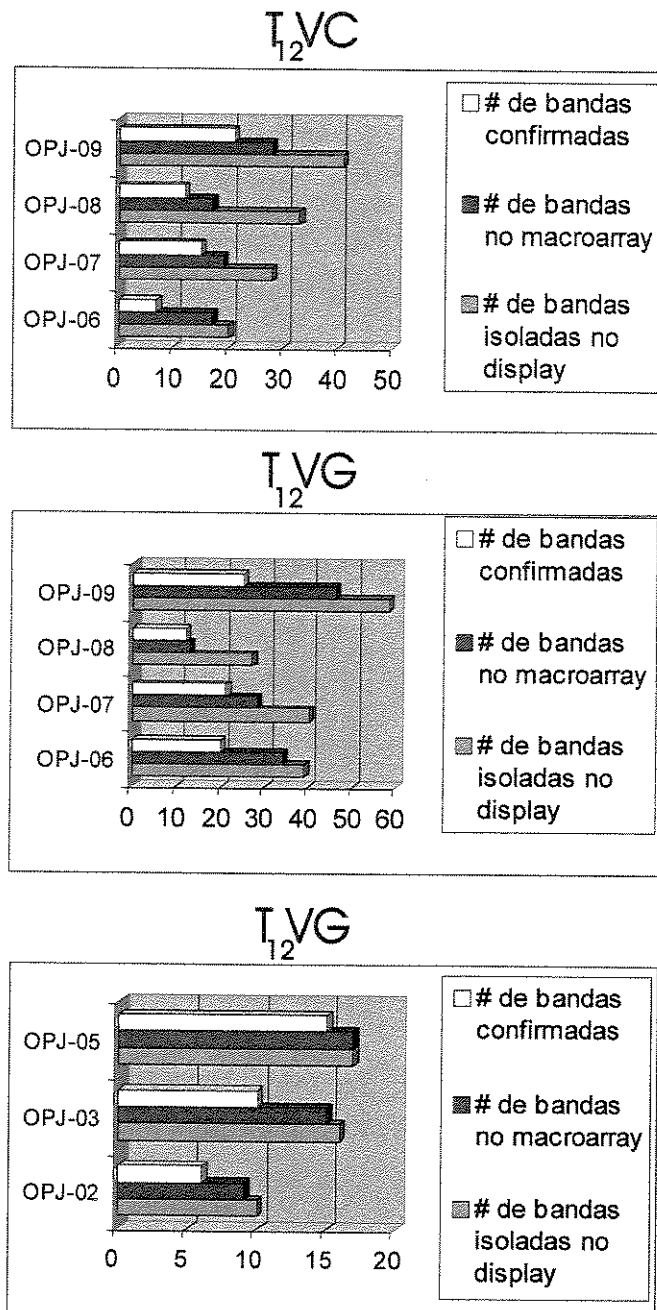 T12VC
OPJ-09
OPJ-08
OPJ-07
OPJ-06
0 10 20 30 40 50
# de bandas
confirmadas
# de bandas
no macroarray
# de bandas
isoladas no
display
T12VG
OPJ-09
OPJ-08
OPJ-07
OPJ-06
0 10 20 30 40 50 60
# de bandas
confirmadas
# de bandas
no macroarray
# de bandas
isoladas no
display
T12VG
OPJ-05
OPJ-03
OPJ-02
0 5 10 15 20
# de bandas
confirmadas
# de bandas
no macroarray
# de bandas
isoladas no
display